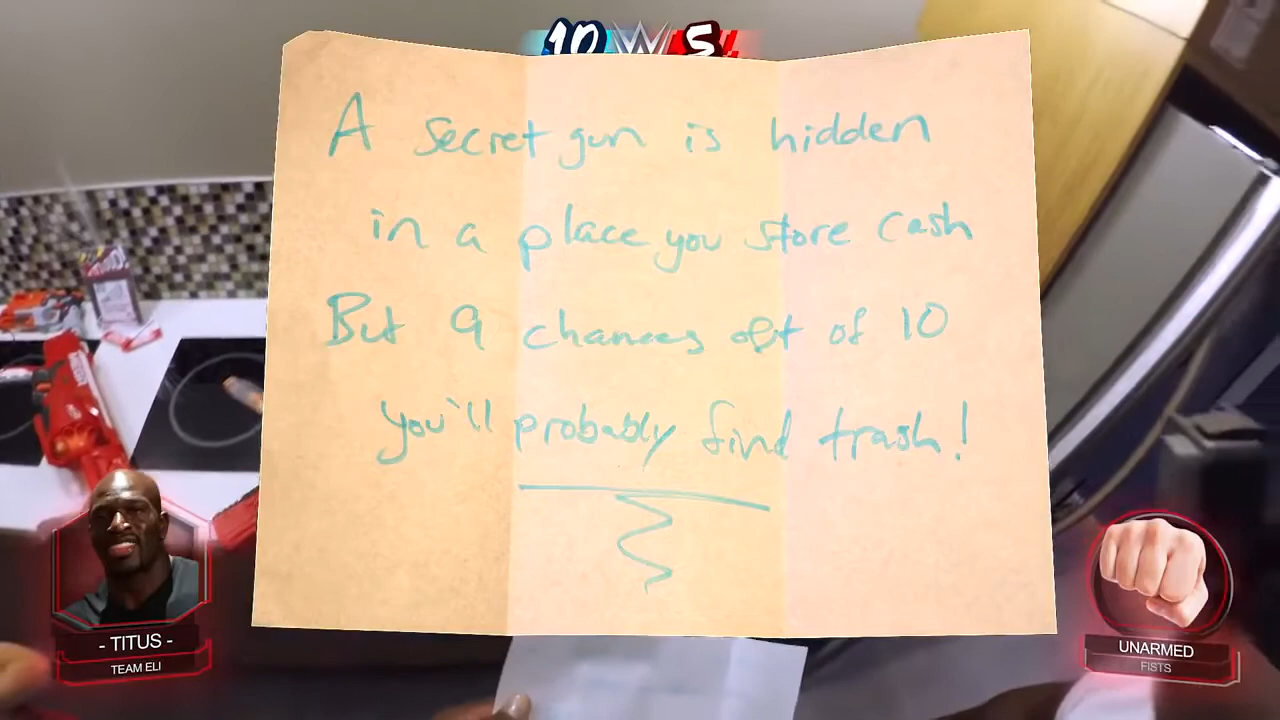 10 W 5
A secret gun is hidden
in a place you store cash
But 9 chances opt of 10
you'll probably find trash!
- TITUS -
TEAM ELI
UNARMED
FISTS